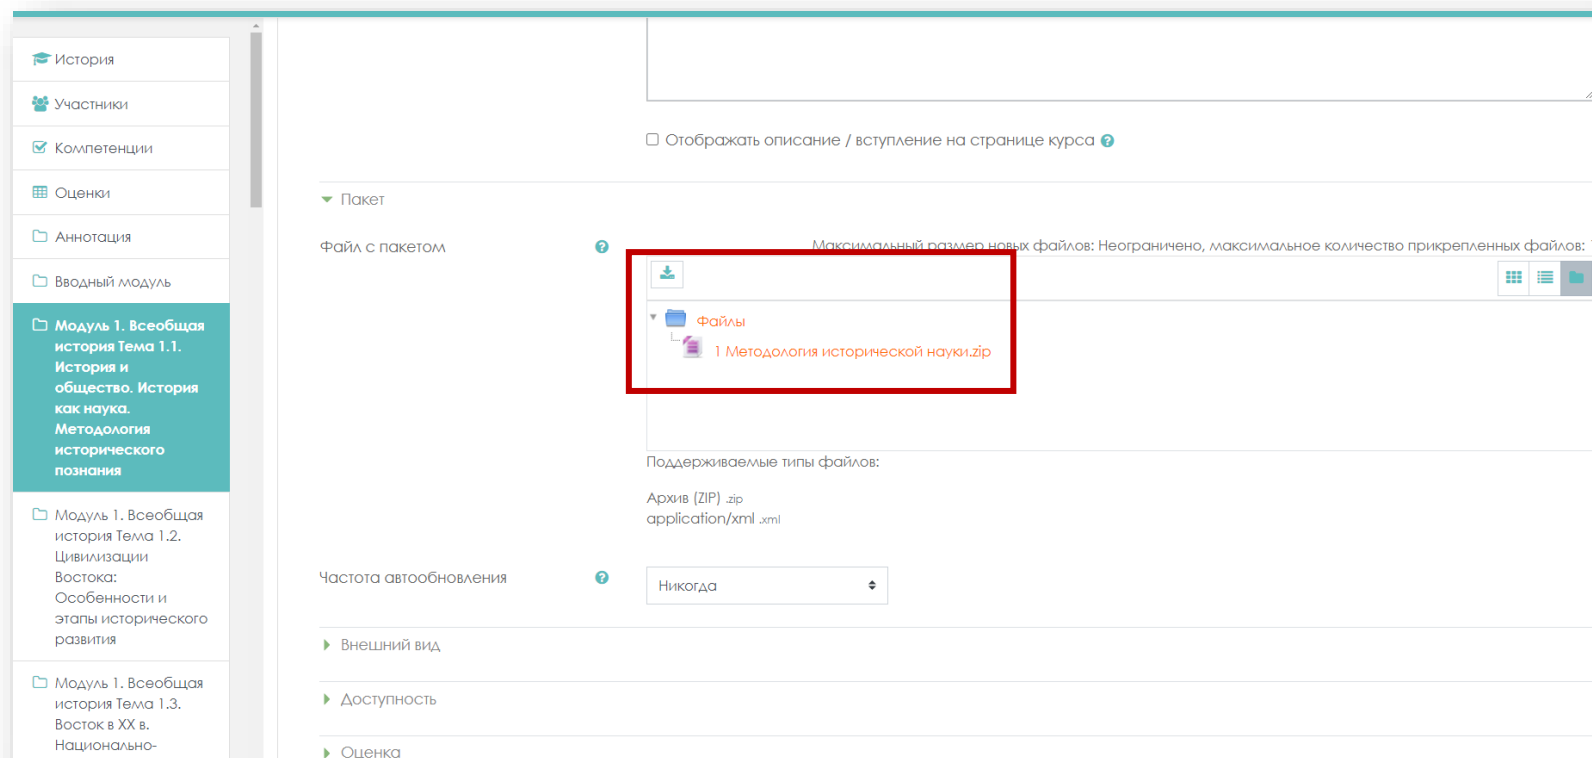 История
Участники
Компетенции
Оценки
Аннотация
Вводный модуль
Модуль 1. Всеобщая
история Тема 1.1.
История и
общество. История
как наука.
Методология
исторического
познания
Модуль 1. Всеобщая
история Тема 1.2.
Цивилизации
Востока:
Особенности и
этапы исторического
развития
Модуль 1. Всеобщая
история Тема 1.3.
Восток в XX в.
Национально-
Отображать описание / вступление на странице курса
Пакет
Файл с пакетом
Максимальный размер новых файлов: Неограничено, максимальное количество прикрепленных файлов:
Файлы
1 Методология исторической науки.zip
Поддерживаемые типы файлов:
Архив (ZIP) .zip
application/xml .xml
Частота автообновления
Никогда
Внешний вид
Доступность
Оценка